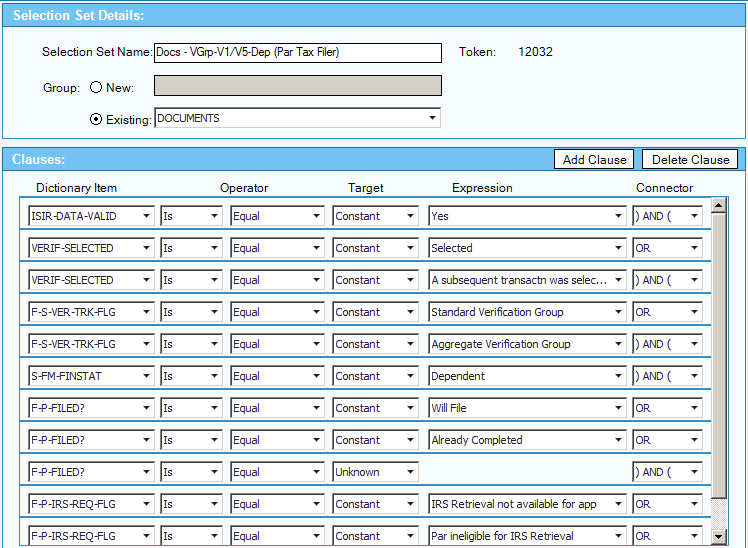 Selection Set Details:
Selection Set Name: Docs - VGrp-V1/V5-Dep (Par Tax Filer) Token: 12032
Group: New:
Existing: DOCUMENTS
Clauses: Add Clause Delete Clause
Dictionary Item Operator Target Expression Connector
ISIR-DATA-VALID Is Equal Constant Yes ) AND (
VERIF-SELECTED Is Equal Constant Selected OR
VERIF-SELECTED Is Equal Constant A subsequent transactn was selec... ) AND (
F-S-VER-TRK-FLG Is Equal Constant Standard Verification Group OR
F-S-VER-TRK-FLG Is Equal Constant Aggregate Verification Group ) AND (
S-FM-FINSTAT Is Equal Constant Dependent ) AND (
F-P-FILED? Is Equal Constant Will File OR
F-P-FILED? Is Equal Constant Already Completed OR
F-P-FILED? Is Equal Unknown ) AND (
F-P-IRS-REQ-FLG Is Equal Constant IRS Retrieval not available for app OR
F-P-IRS-REQ-FLG Is Equal Constant Par ineligible for IRS Retrieval OR